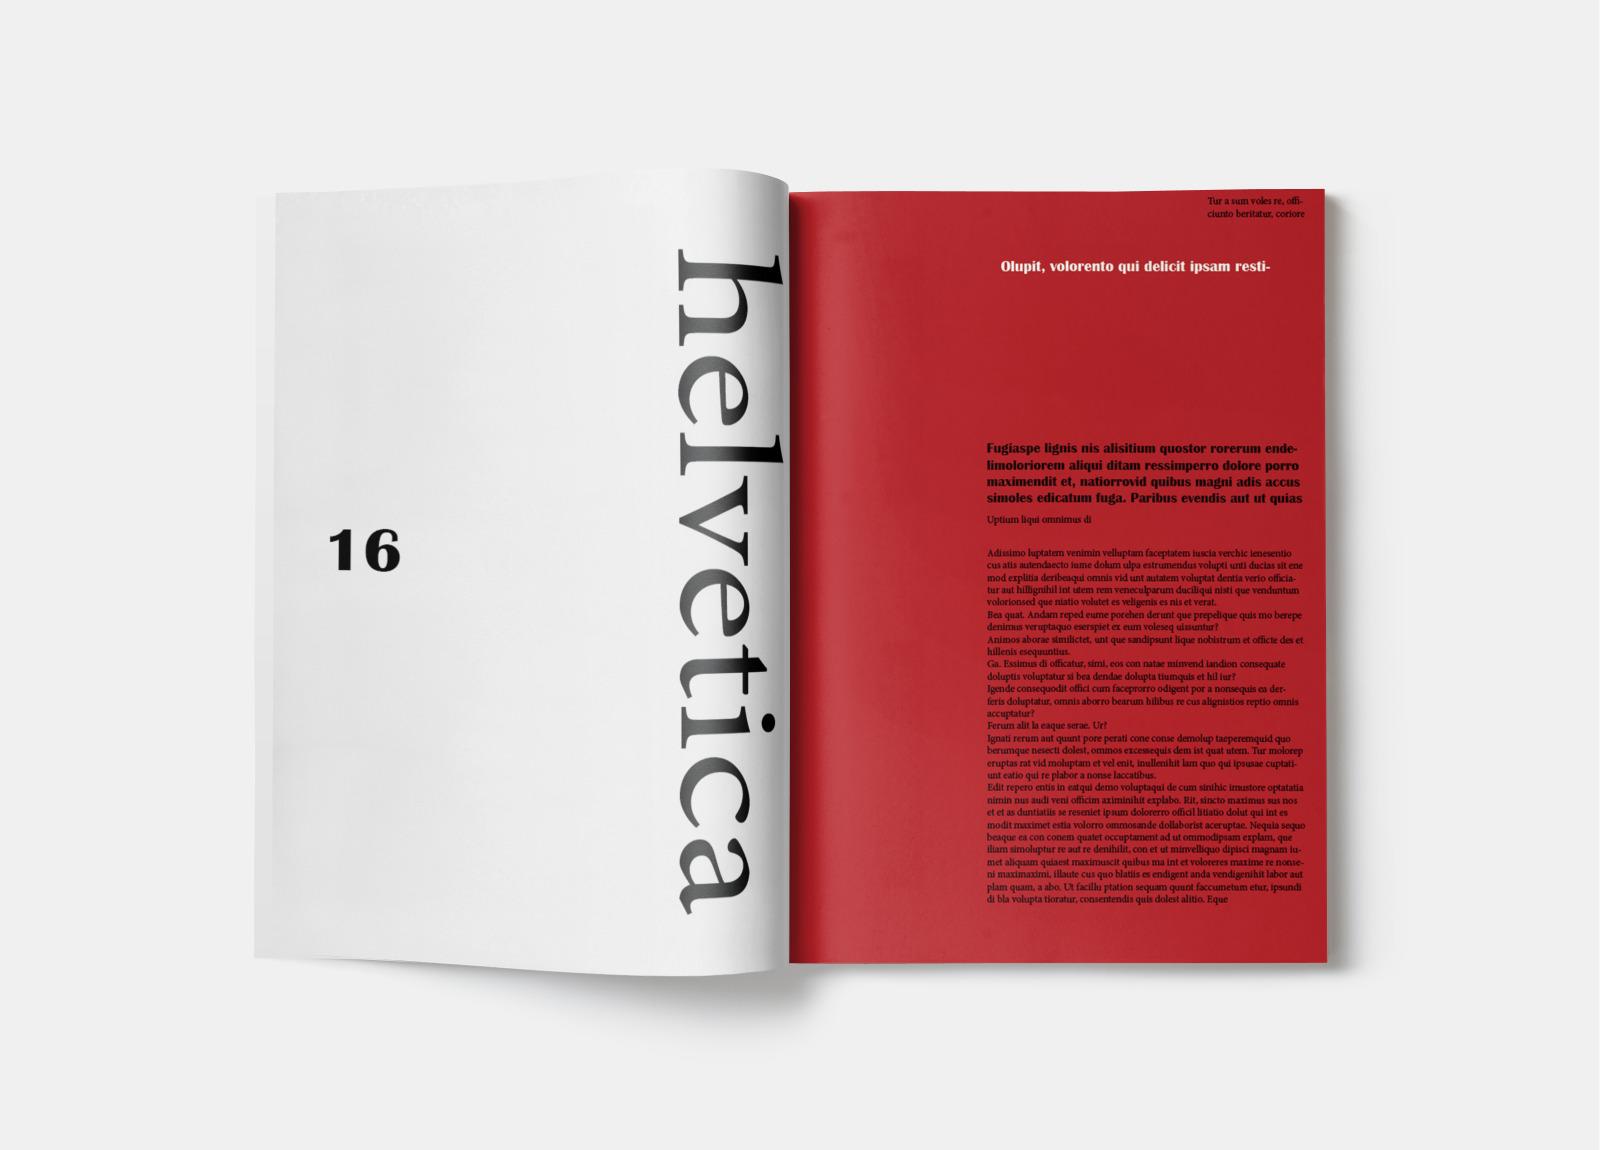 16
helvetica
Tur a sum voles re, offi-
ciunto beritatur, coriore
Olupit, volorento qui delicit ipsam resti-
Fugiaspe lignis nis alisitium quostor rorerum ende-
limoloriorem aliqui ditam ressimperro dolore porro
maximendit et, natiorrovid quibus magni adis accus
simoles edicatum fuga. Paribus evendis aut ut quias
Uptium liqui omnimus di
Adissimo luptatem venimin velluptam faceptatem iuscia verchic ienesentio
cus atis autendaecto iume dolum ulpa estrumendus volupti unti ducias sit ene
mod explitia deribeaqui omnis vid unt autatem voluptat dentia verio officia-
tur aut hillignihil int utem rem veneculparum duciliqui nisti que venduntum
volorionsed que niatio volutet es veligenis es nis et verat.
Bea quat. Andam reped eume porehen derunt que prepelique quis mo berepe
denimus veruptaquo eserspiet ex eum voleseq uissuntur?
Animos aborae similictet, unt que sandipsunt lique nobistrum et officte des et
hillenis esequuntius.
Ga. Essimus di officatur, simi, eos con natae minvend iandion consequate
doluptis voluptatur si bea dendae dolupta tiumquis et hil iur?
Igende consequodit offici cum faceprorro odigent por a nonsequis ea der-
feris doluptatur, omnis aborro bearum hilibus re cus alignistios reptio omnis
accuptatur?
Ferum alit la eaque serae. Ur?
Ignati rerum aut quunt pore perati cone conse demolup taeperemquid quo
berumque nesecti dolest, ommos excessequis dem ist quat utem. Tur molorep
eruptas rat vid moluptam et vel enit, inullenihit lam quo qui ipsusae cuptati-
unt eatio qui re plabor a nonse laccatibus.
Edit repero entis in eatqui demo voluptaqui de cum sinihic imustore optatatia
nimin nus audi veni officim aximinihit explabo. Rit, sincto maximus sus nos
et et as duntiatiis se reseniet ipsum dolorerro officil litiatio dolut qui int es
modit maximet estia volorro ommosande dollaborist aceruptae. Nequia sequo
beaque ea con conem quatet occuptament ad ut ommodipsam explam, que
iliam simoluptur re aut re denihilit, con et ut minvelliquo dipisci magnam iu-
met aliquam quiaest maximuscit quibus ma int et voloreres maxime re nonse-
ni maximaximi, illaute cus quo blatiis es endigent anda vendigenihit labor aut
plam quam, a abo. Ut facillu ptation sequam quunt faccumetum etur, ipsundi
di bla volupta tioratur, consentendis quis dolest alitio. Eque